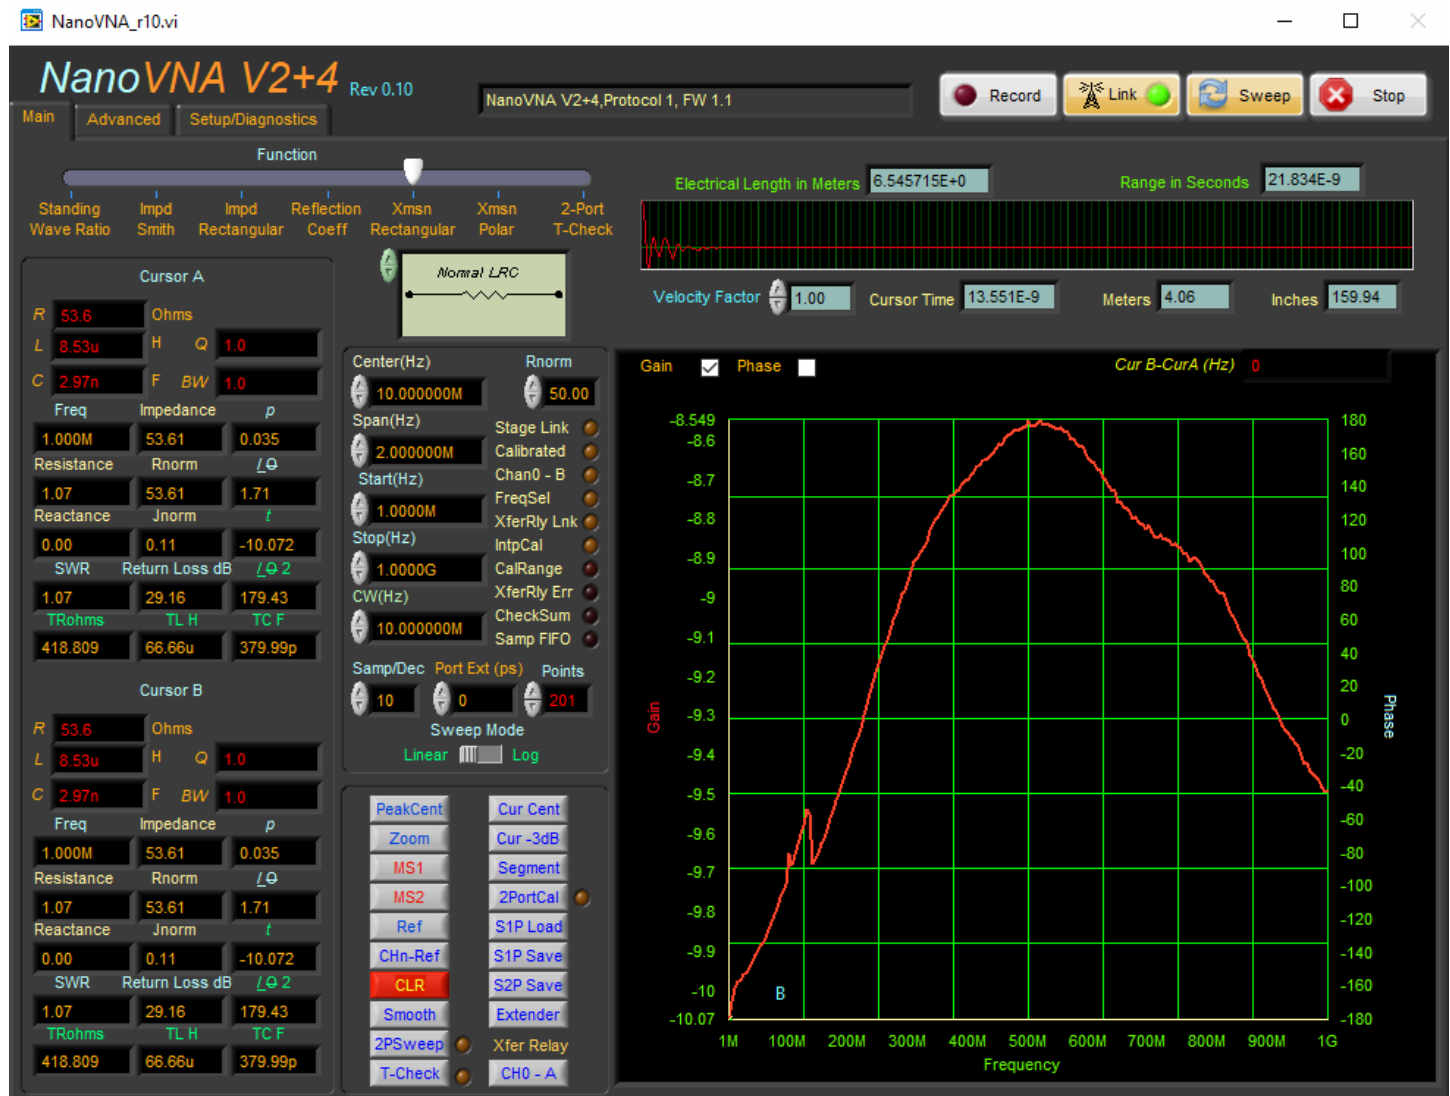 NanoVNA_r10.vi
NanoVNA V2+4 Rev 0.10
NanoVNA V2+4,Protocol 1, FW 1.1
Record
Link
Sweep
Stop
Main
Advanced
Setup/Diagnostics
Function
Standing Impd Impd Reflection Xmsn Xmsn 2-Port
Wave Ratio Smith Rectangular Coeff Rectangular Polar T-Check
Electrical Length in Meters 6.545715E+0
Range in Seconds 21.834E-9
Velocity Factor 1.00
Cursor Time 13.551E-9
Meters 4.06
Inches 159.94
Normal LRC
Cursor A
R 53.6 Ohms
L 8.53u H Q 1.0
C 2.97n F BW 1.0
Freq Impedance p
1.000M 53.61 0.035
Resistance Rnorm / Θ
1.07 53.61 1.71
Reactance Jnorm t
0.00 0.11 -10.072
SWR Return Loss dB / Θ 2
1.07 29.16 179.43
TRohms TL H TC F
418.809 66.66u 379.99p
Cursor B
R 53.6 Ohms
L 8.53u H Q 1.0
C 2.97n F BW 1.0
Freq Impedance p
1.000M 53.61 0.035
Resistance Rnorm / Θ
1.07 53.61 1.71
Reactance Jnorm t
0.00 0.11 -10.072
SWR Return Loss dB / Θ 2
1.07 29.16 179.43
TRohms TL H TC F
418.809 66.66u 379.99p
Center(Hz) Rnorm
10.000000M 50.00
Span(Hz)
2.000000M
Start(Hz)
1.0000M
Stop(Hz)
1.0000G
CW(Hz)
10.000000M
Stage Link
Calibrated
Chan0 - B
FreqSel
XferRly Lnk
IntpCal
CalRange
XferRly Err
CheckSum
Samp FIFO
Samp/Dec Port Ext (ps) Points
10 0 201
Sweep Mode
Linear Log
PeakCent Cur Cent
Zoom Cur -3dB
MS1 Segment
MS2 2PortCal
Ref S1P Load
CHn-Ref S1P Save
CLR S2P Save
Smooth Extender
2PSweep Xfer Relay
T-Check CH0 - A
Gain Phase
Cur B-CurA (Hz) 0
-8.549
-8.6
-8.7
-8.8
-8.9
-9
-9.1
-9.2
-9.3
-9.4
-9.5
-9.6
-9.7
-9.8
-9.9
-10
-10.07
Gain
B
180
160
140
120
100
80
60
40
20
0
-20
-40
-60
-80
-100
-120
-140
-160
-180
Phase
1M 100M 200M 300M 400M 500M 600M 700M 800M 900M 1G
Frequency